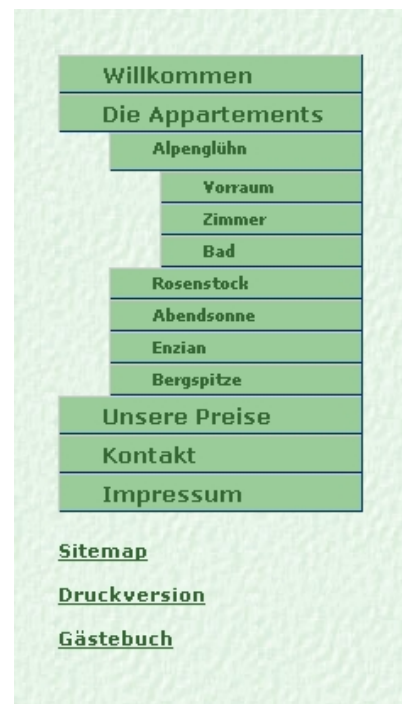 Willkommen
Die Appartements
Alpenglühn
Vorraum
Zimmer
Bad
Rosenstock
Abendsonne
Enzian
Bergspitze
Unsere Preise
Kontakt
Impressum
Sitemap
Druckversion
Gästebuch